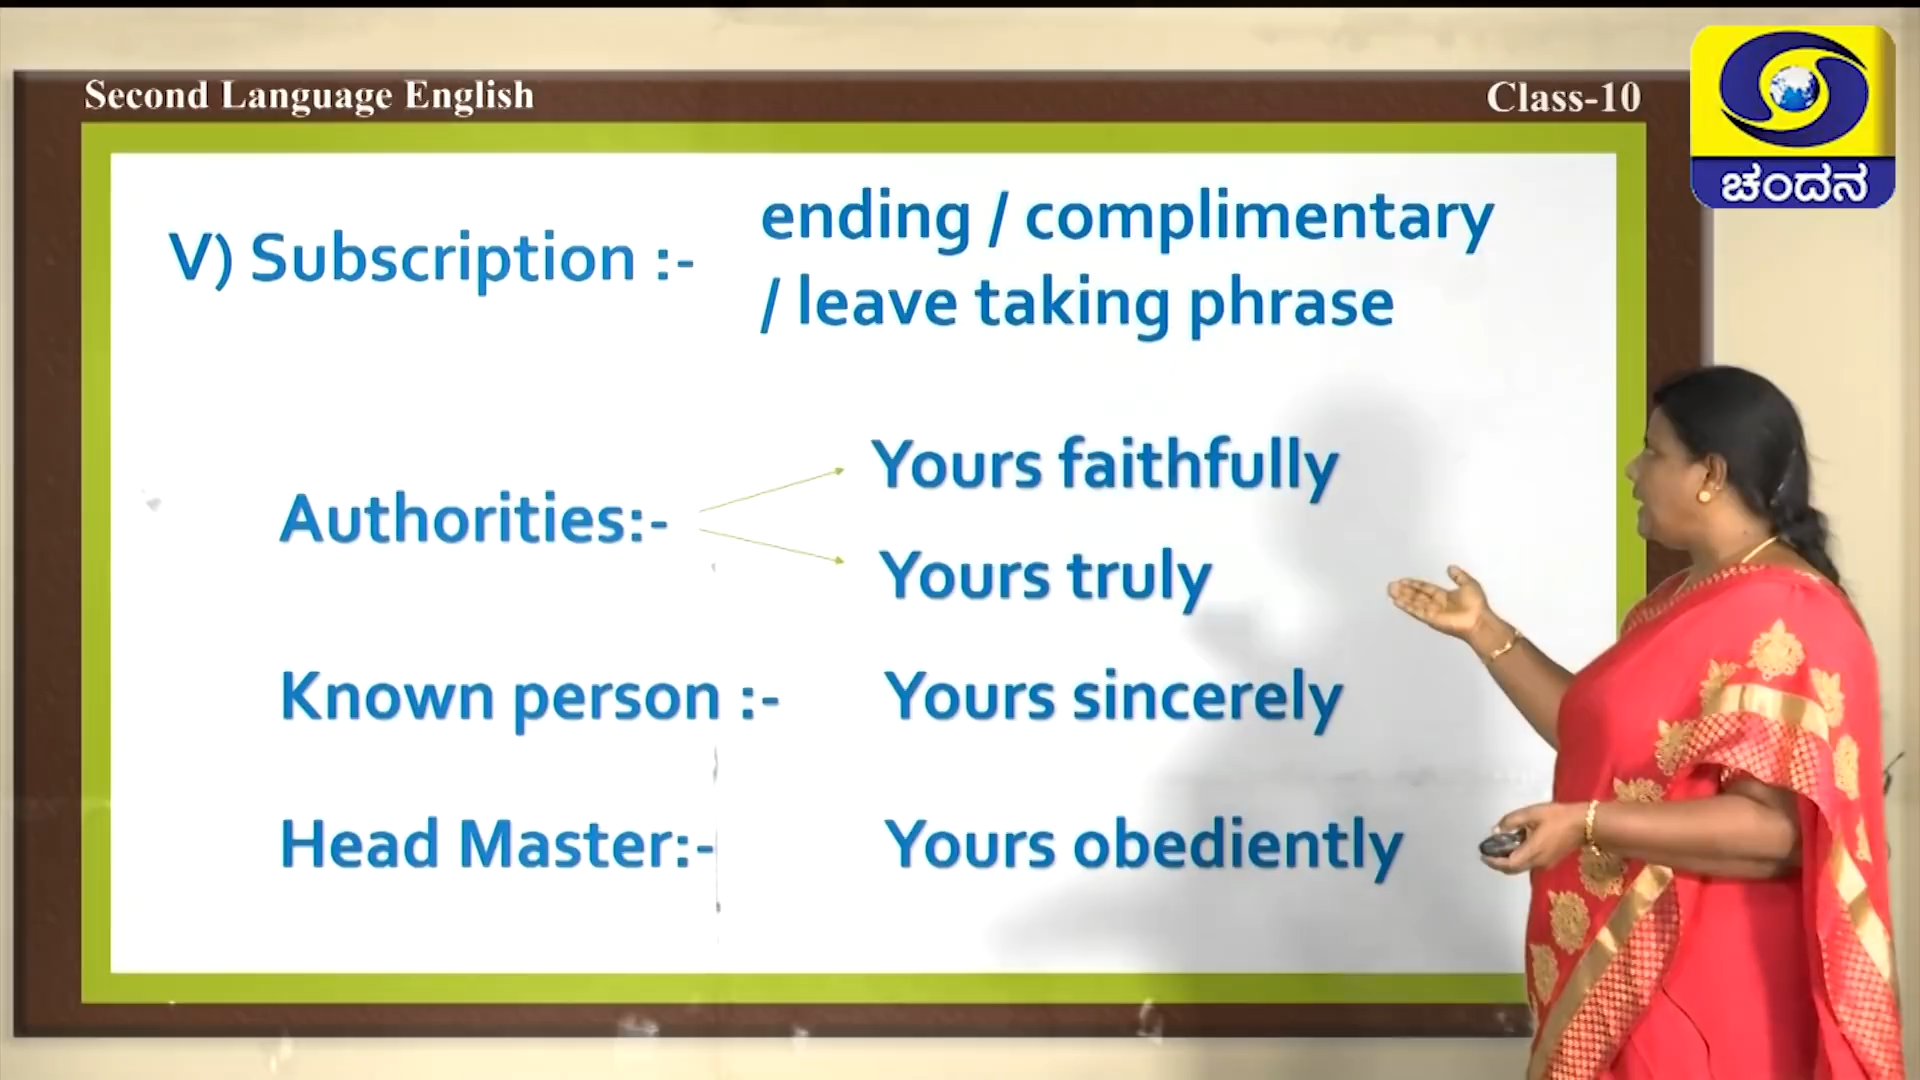 Second Language English
Class-10
ಚಂದನ
V) Subscription :-
ending / complimentary
/ leave taking phrase
Authorities:-
Yours faithfully
Yours truly
Known person :-
Yours sincerely
Head Master:-
Yours obediently